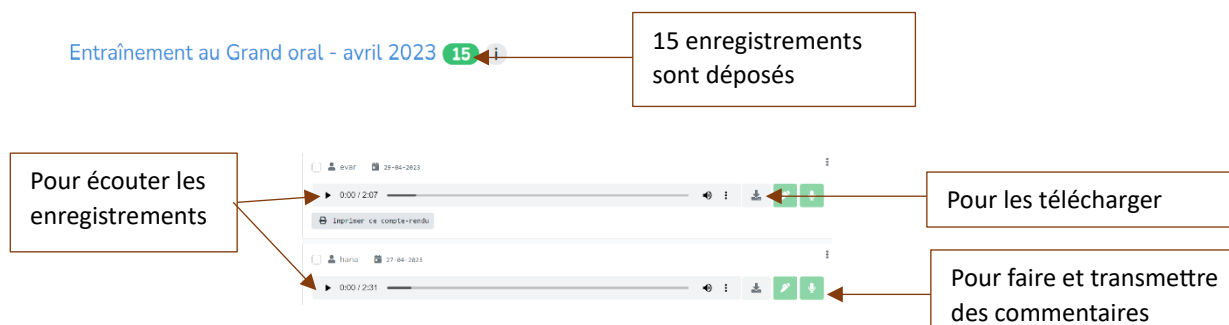 Entraînement au Grand oral - avril 2023 15 i
15 enregistrements
sont déposés
Pour écouter les
enregistrements
evar 29-04-2023
0:00 / 2:07
Imprimer ce compte-rendu
Pour les télécharger
hana 27-04-2023
0:00 / 2:31
Pour faire et transmettre
des commentaires